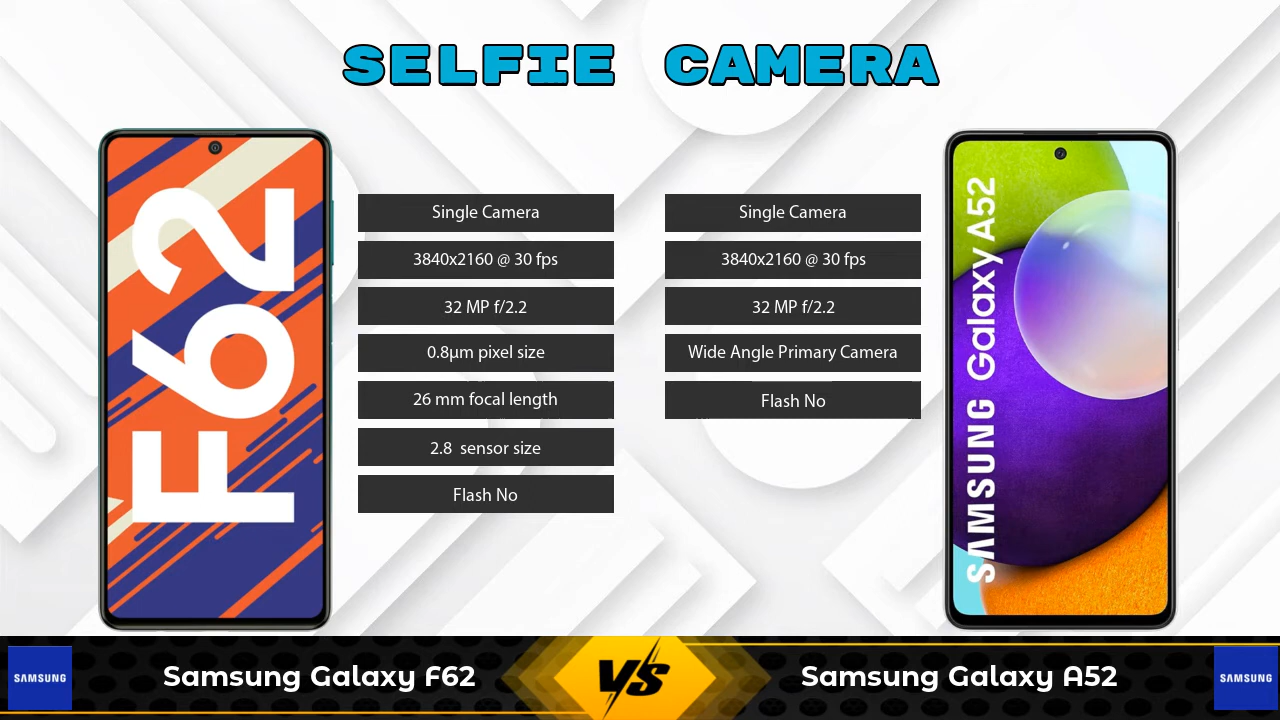 SELFIE CAMERA
F62
Single Camera
3840x2160 @ 30 fps
32 MP f/2.2
0.8µm pixel size
26 mm focal length
2.8 sensor size
Flash No
Single Camera
3840x2160 @ 30 fps
32 MP f/2.2
Wide Angle Primary Camera
Flash No
SAMSUNG Galaxy A52
SAMSUNG
Samsung Galaxy F62
VS
Samsung Galaxy A52
SAMSUNG